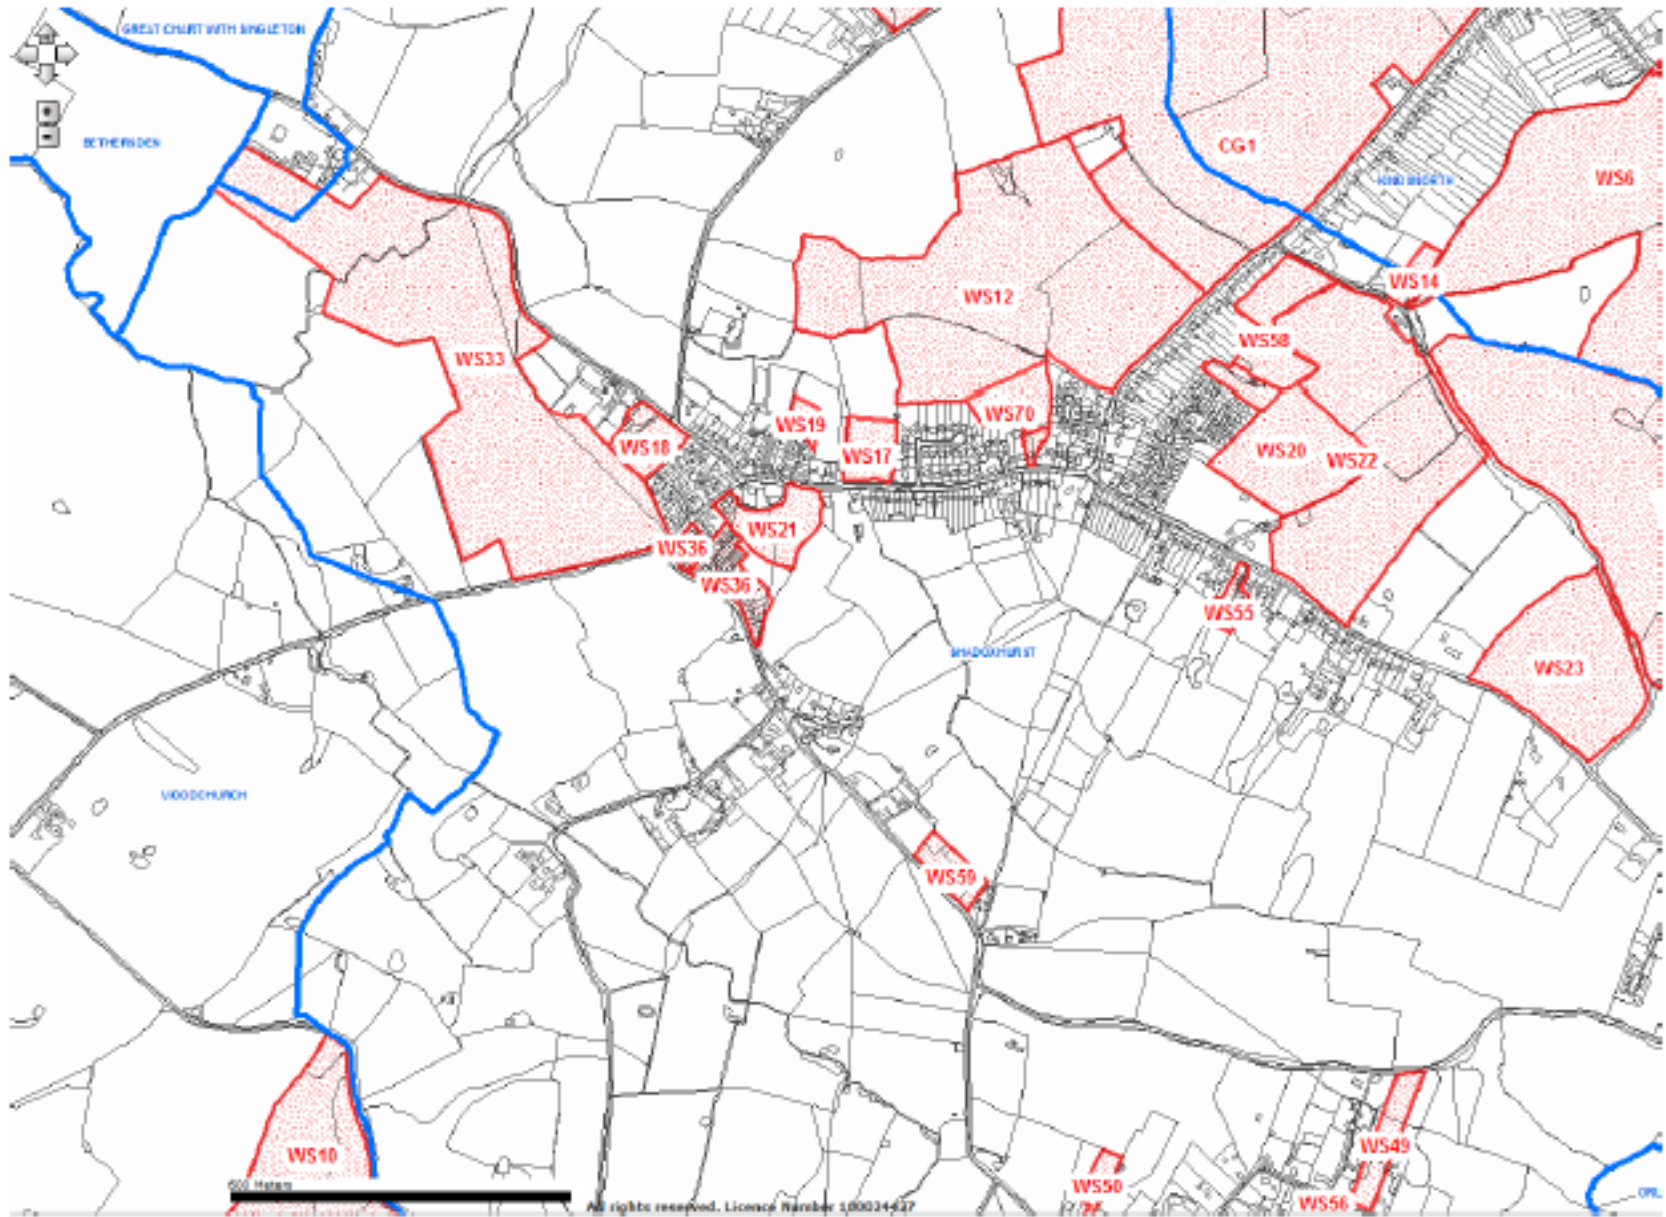 GREAT CHART WITH SINGLETON
BETHERSDEN
CG1
KINGSNORTH
WS6
WS14
WS12
WS58
WS33
WS70
WS19
WS18
WS17
WS20
WS22
WS21
WS36
WS36
WS55
SHADOXHURST
WS23
WOODCHURCH
WS59
WS10
WS49
WS50
WS56
600 Meters
All rights reserved. Licence Number 100024427